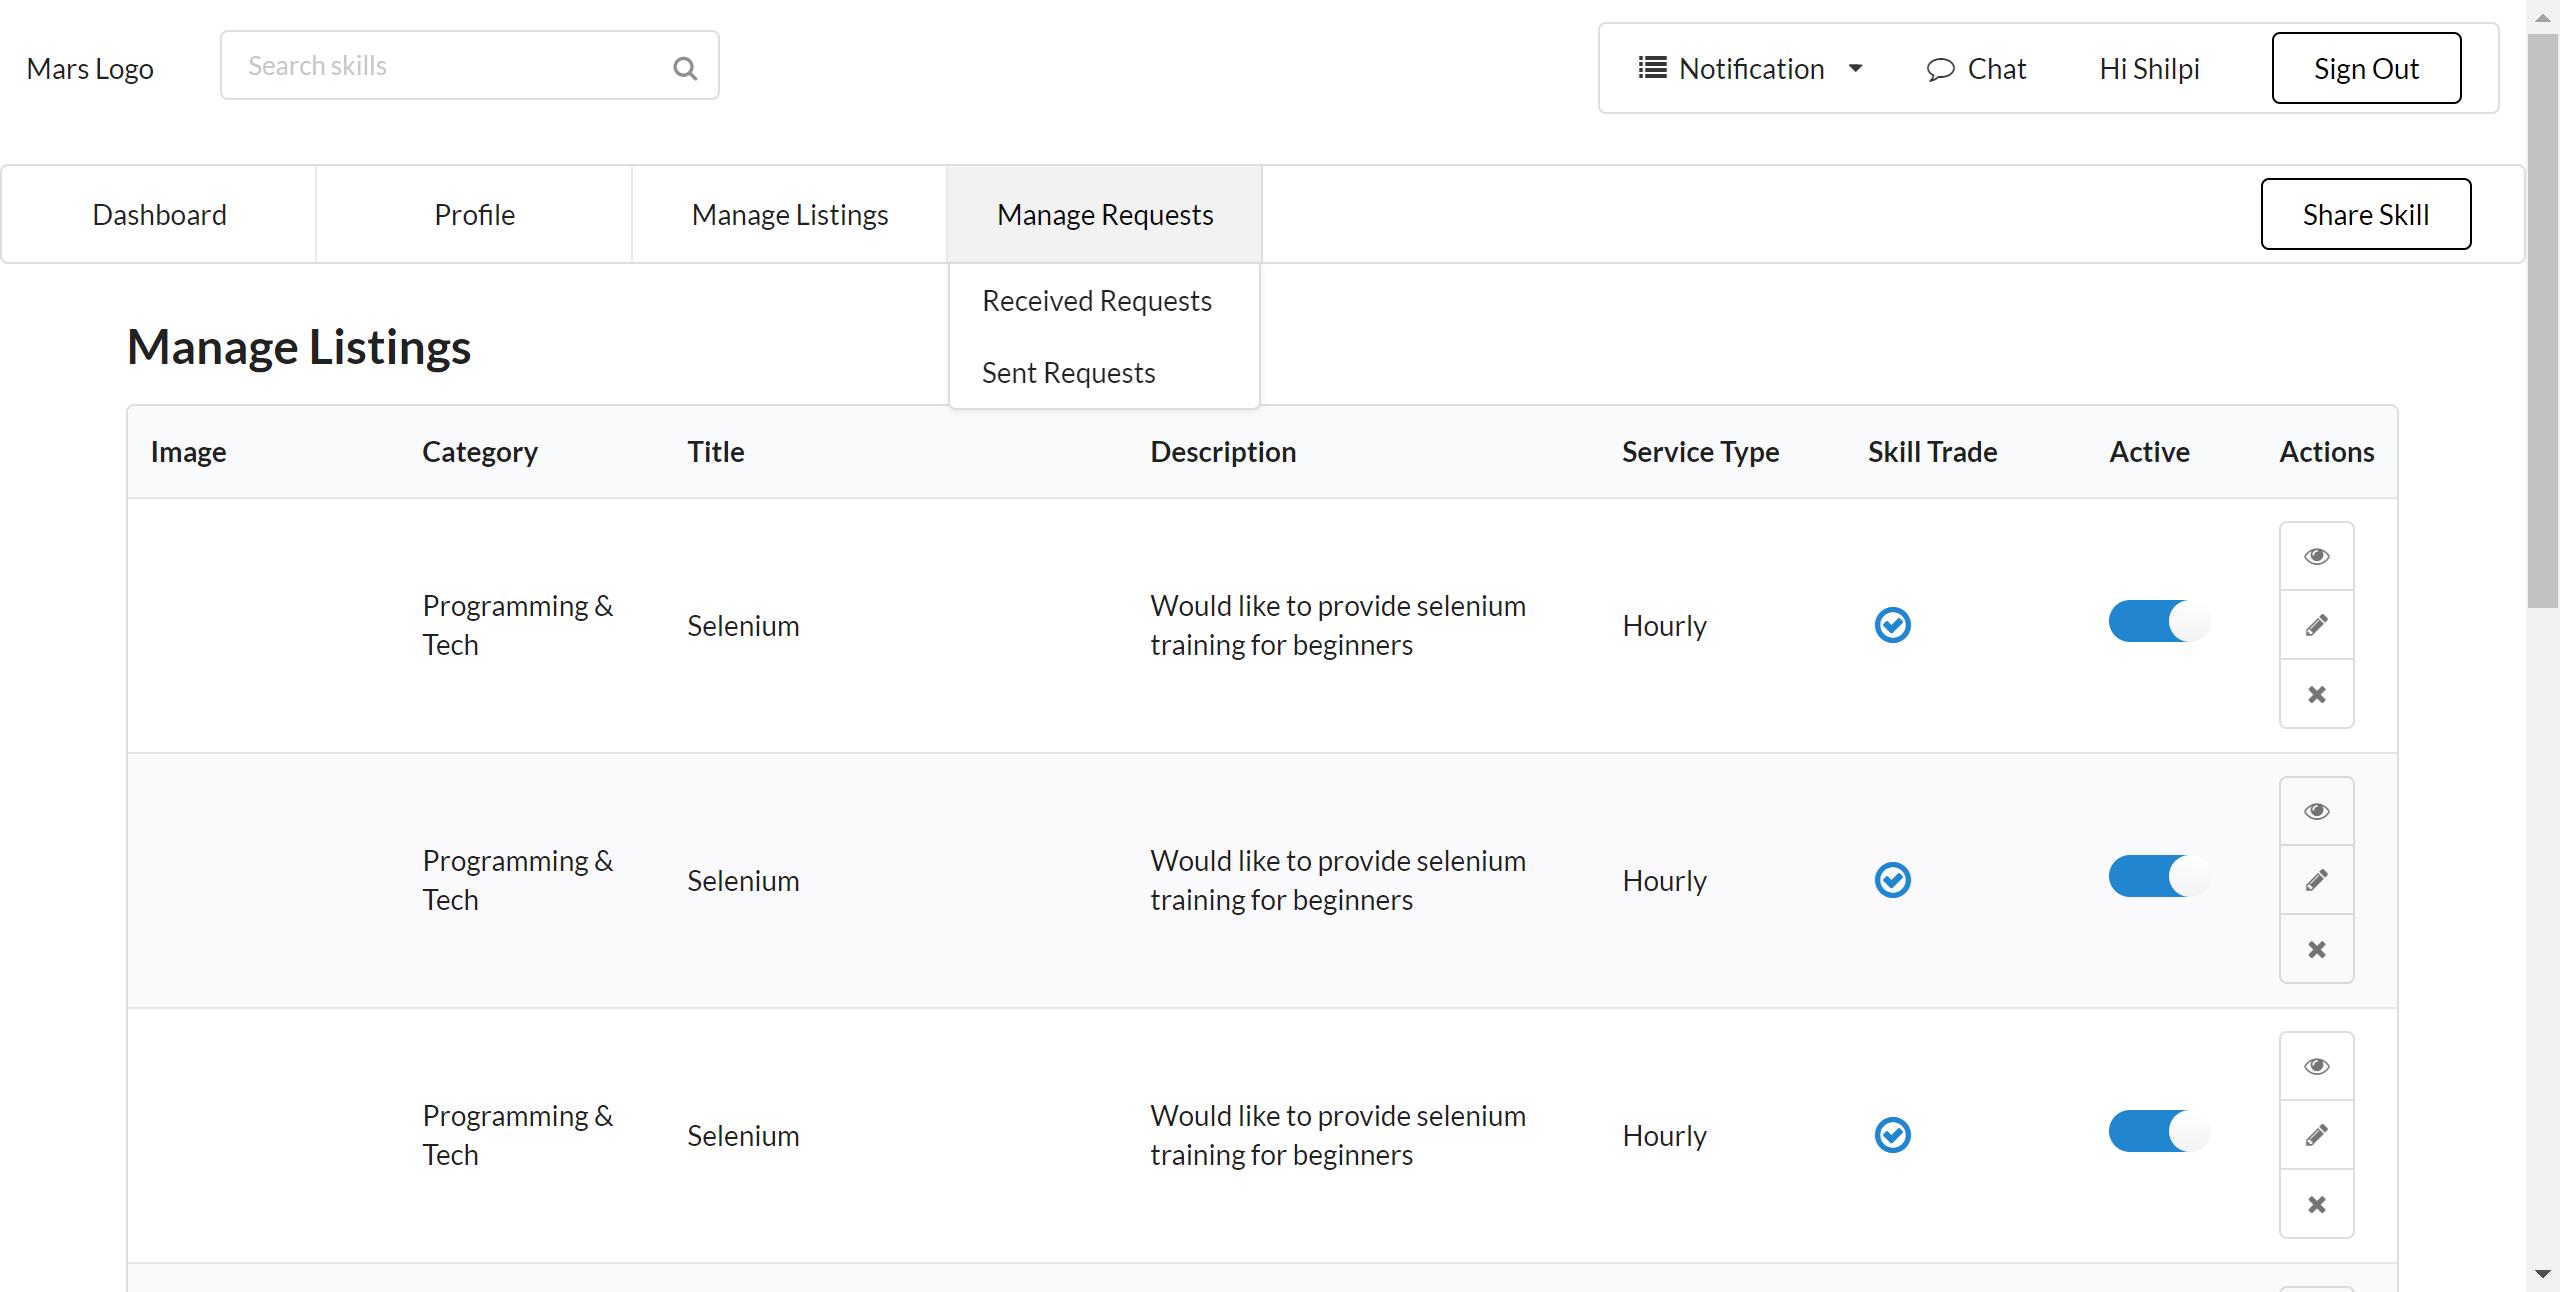 Mars Logo
Search skills
Notification
Chat
Hi Shilpi
Sign Out
Dashboard
Profile
Manage Listings
Manage Requests
Share Skill
Received Requests
Sent Requests
Manage Listings
Image Category Title Description Service Type Skill Trade Active Actions
Programming &
Tech
Selenium
Would like to provide selenium
training for beginners
Hourly
Programming &
Tech
Selenium
Would like to provide selenium
training for beginners
Hourly
Programming &
Tech
Selenium
Would like to provide selenium
training for beginners
Hourly